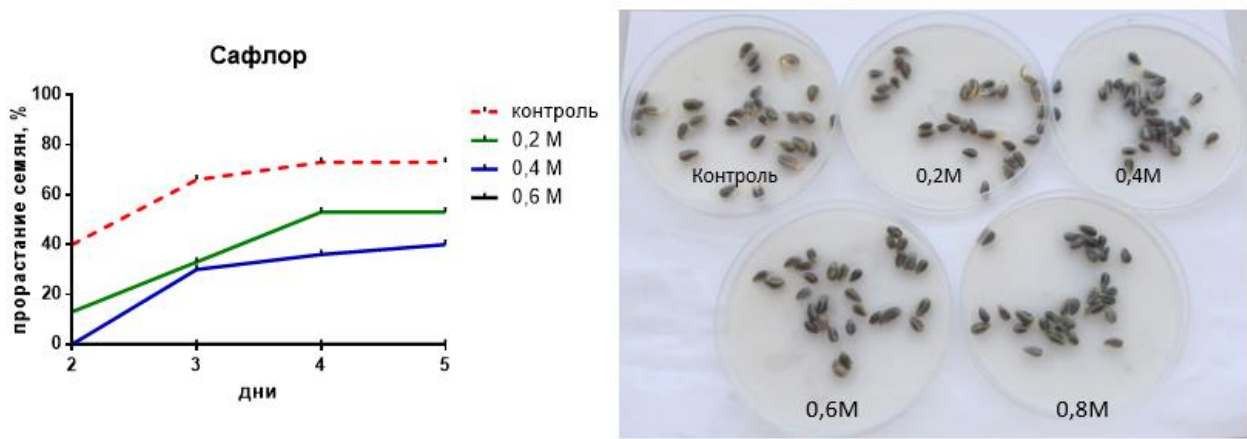 Сафлор
прорастание семян, %
100
80
60
40
20
0
2 3 4 5
дни
контроль
0,2 М
0,4 М
0,6 М
Контроль
0,2М
0,4М
0,6М
0,8М